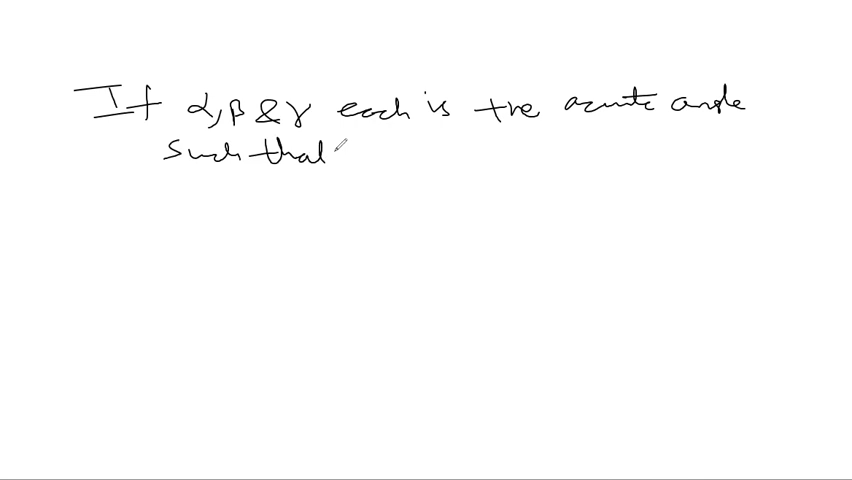 If α, β & γ each is +ve acute angle
such that